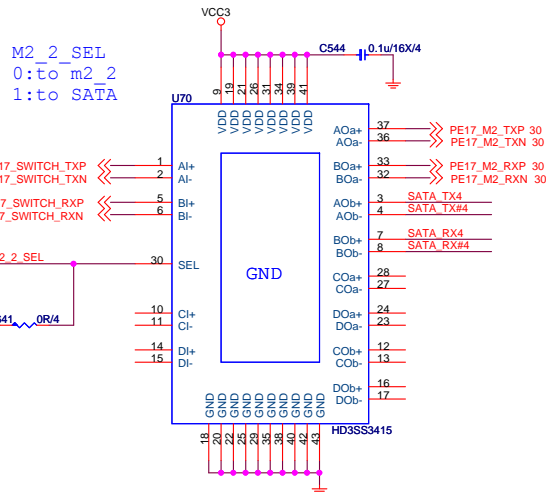 VCC3
M2_2_SEL
0:to m2_2
1:to SATA
C544 0.1u/16X/4
U70
9 19 21 26 31 34 39 41
VDD VDD VDD VDD VDD VDD VDD VDD
17_SWITCH_TXP 1 AI+
17_SWITCH_TXN 2 AI-
7_SWITCH_RXP 5 BI+
7_SWITCH_RXN 6 BI-
2_2_SEL 30 SEL
641 0R/4
10 CI+
11 CI-
14 DI+
15 DI-
GND
AOa+ 37 PE17_M2_TXP 30
AOa- 36 PE17_M2_TXN 30
BOa+ 33 PE17_M2_RXP 30
BOa- 32 PE17_M2_RXN 30
AOb+ 3 SATA_TX4
AOb- 4 SATA_TX#4
BOb+ 7 SATA_RX4
BOb- 8 SATA_RX#4
COa+ 28
COa- 27
DOa+ 24
DOa- 23
COb+ 12
COb- 13
DOb+ 16
DOb- 17
GND GND GND GND GND GND GND GND GND GND
18 20 22 25 29 35 38 40 42 43
HD3SS3415